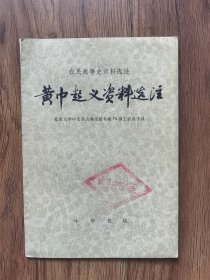 农民战争史资料选注
黄巾起义资料选注
北京大学中文系古典文献专业74级工农兵学员
中华书局